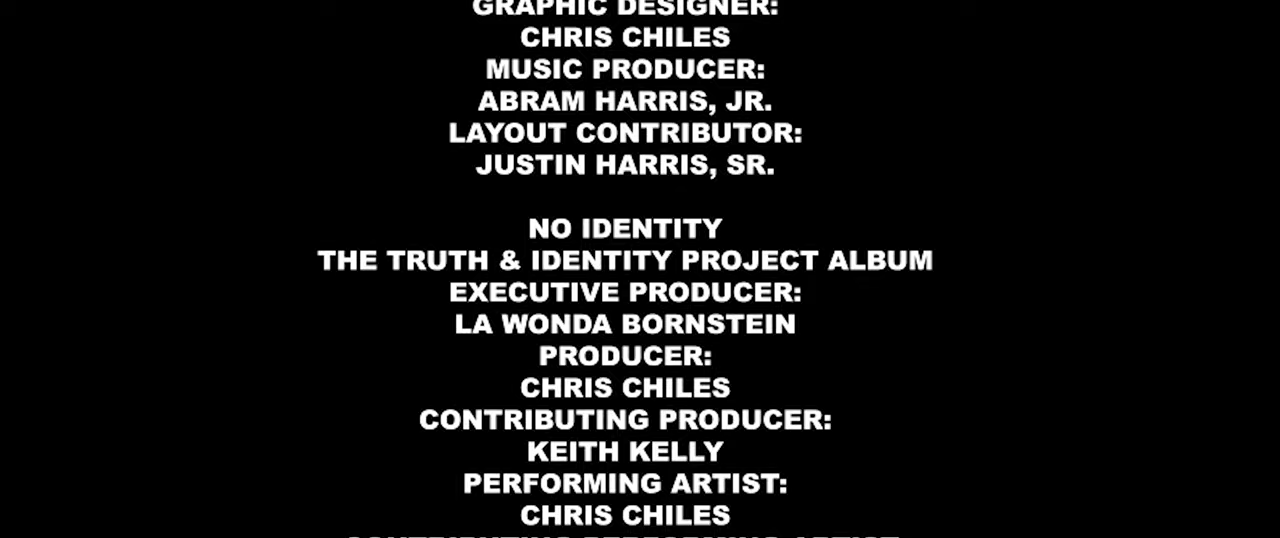 GRAPHIC DESIGNER:
CHRIS CHILES
MUSIC PRODUCER:
ABRAM HARRIS, JR.
LAYOUT CONTRIBUTOR:
JUSTIN HARRIS, SR.
NO IDENTITY
THE TRUTH & IDENTITY PROJECT ALBUM
EXECUTIVE PRODUCER:
LA WONDA BORNSTEIN
PRODUCER:
CHRIS CHILES
CONTRIBUTING PRODUCER:
KEITH KELLY
PERFORMING ARTIST:
CHRIS CHILES